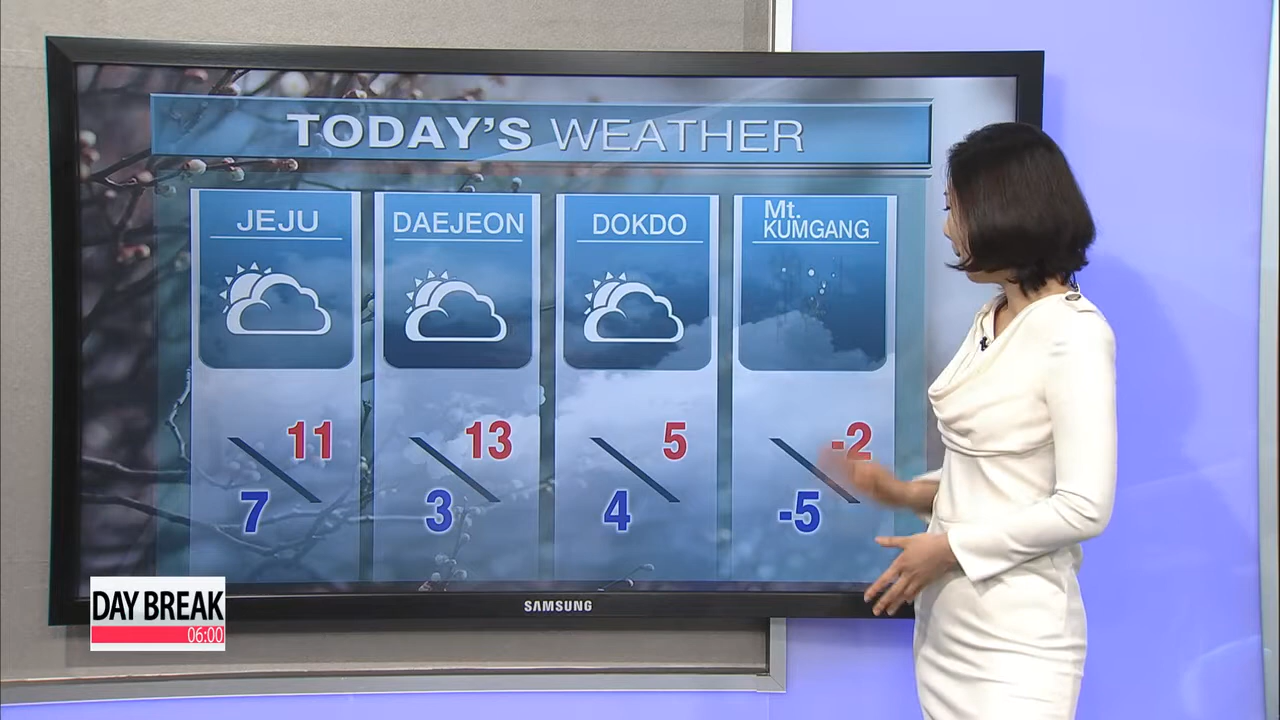 TODAY'S WEATHER
JEJU
DAEJEON
DOKDO
Mt.
KUMGANG
11
13
5
-2
7
3
4
-5
SAMSUNG
DAY BREAK
06:00